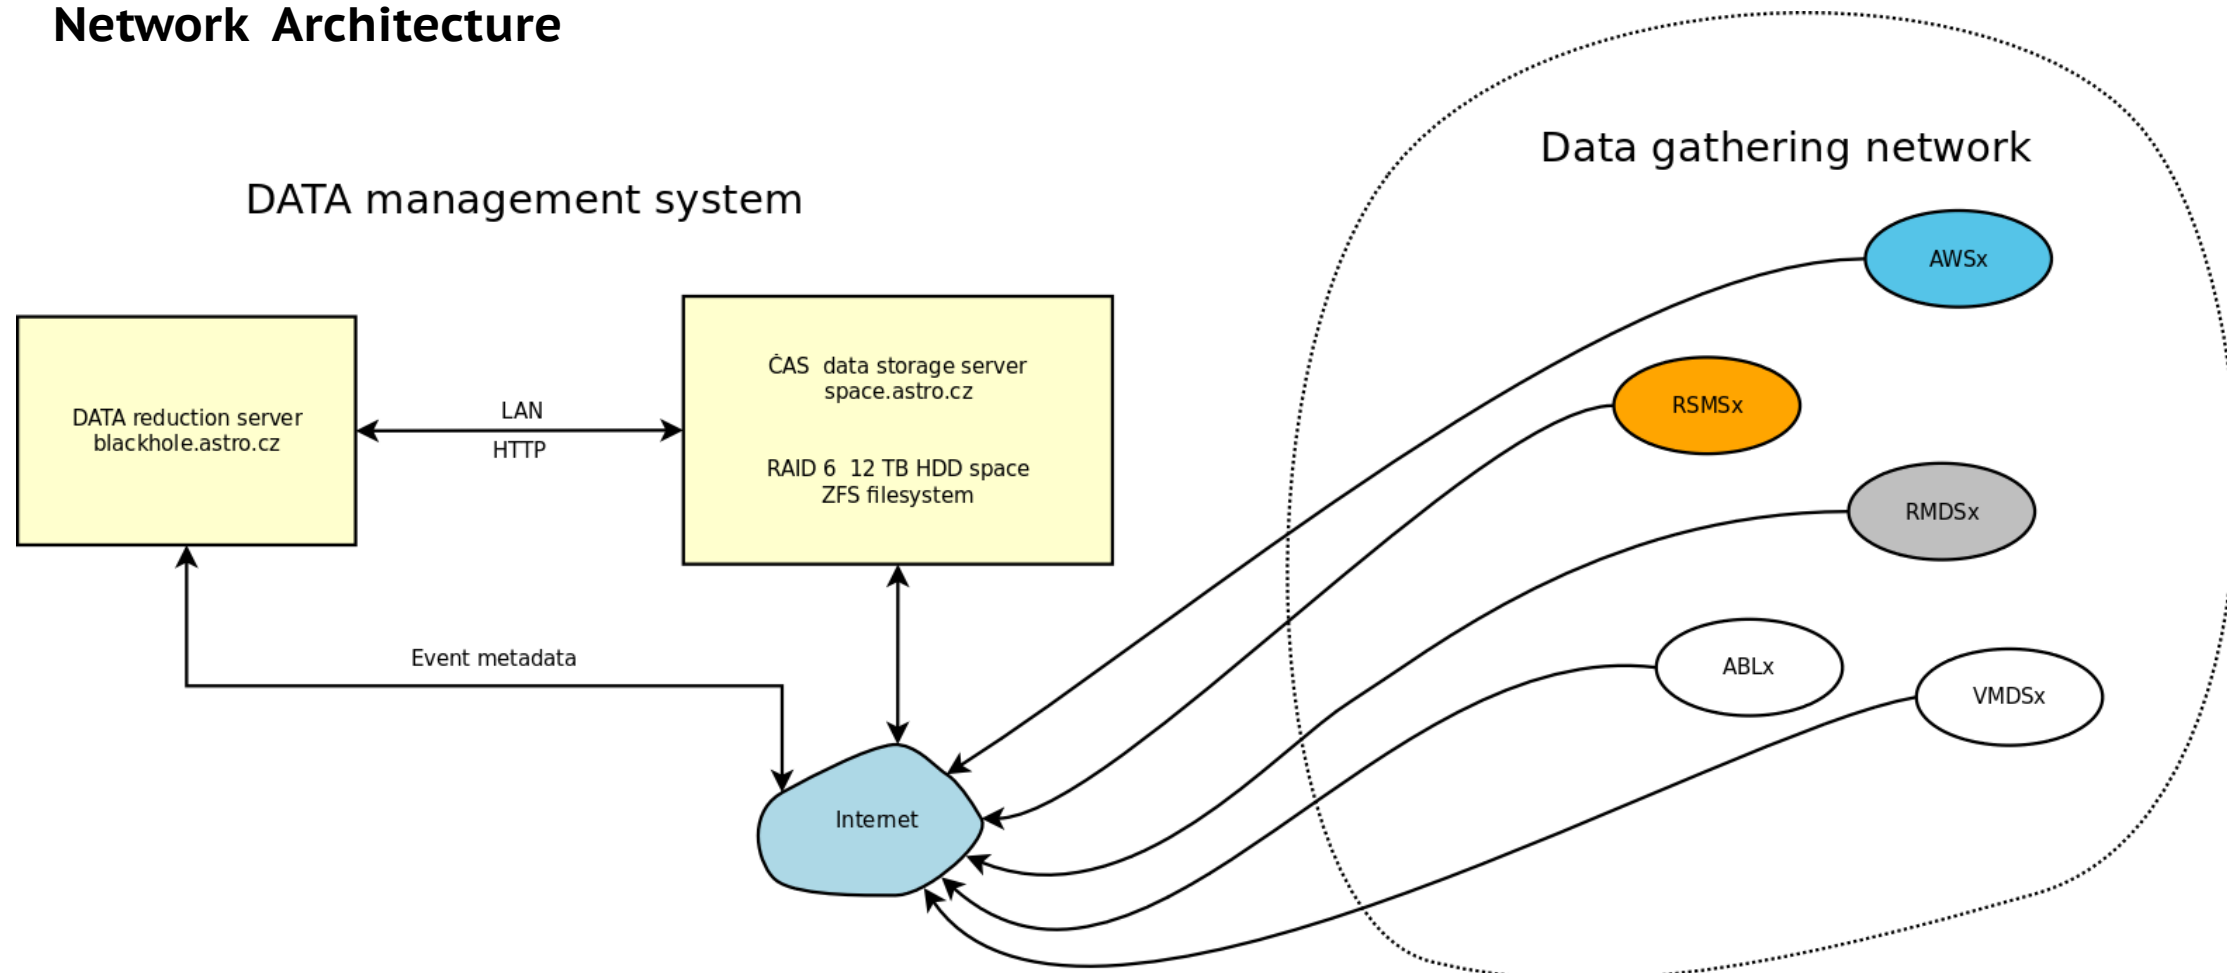 Network Architecture
DATA management system
Data gathering network
DATA reduction server
blackhole.astro.cz
LAN
HTTP
ČAS data storage server
space.astro.cz
RAID 6 12 TB HDD space
ZFS filesystem
Event metadata
Internet
AWSx
RSMSx
RMDSx
ABLx
VMDSx